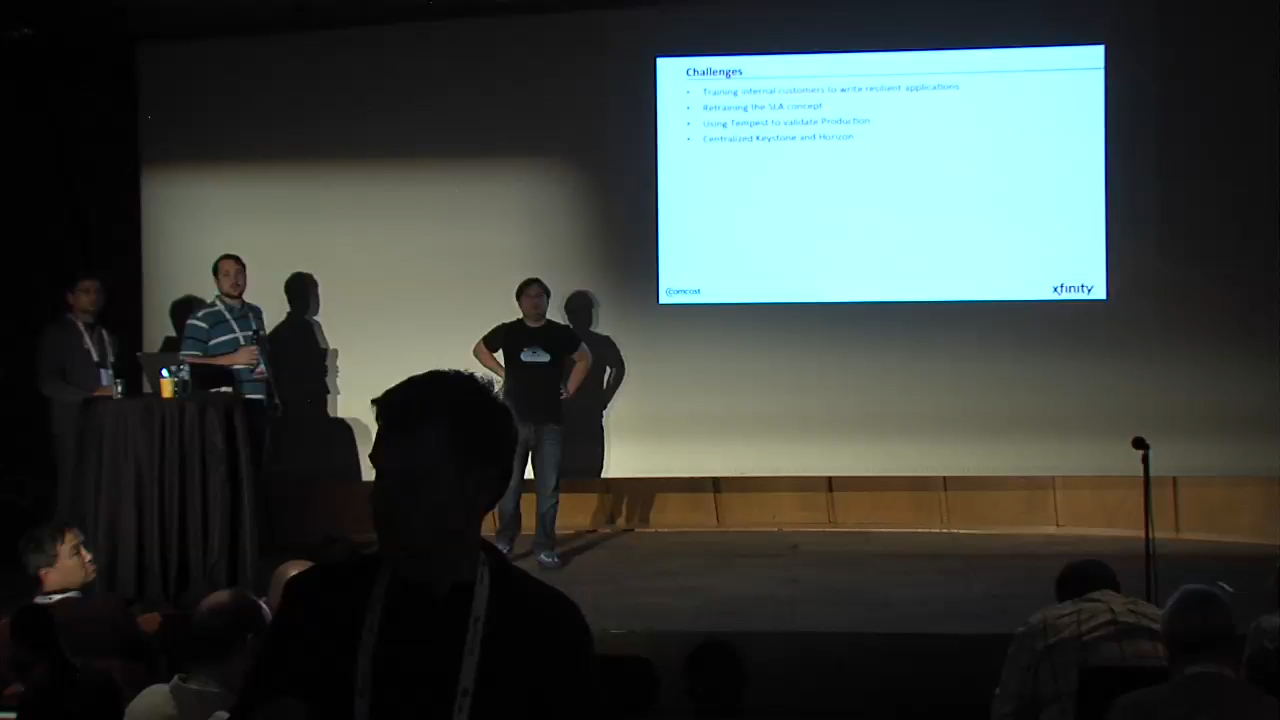 Challenges
• Training internal customers to write resilient applications
• Retraining the SLA concept
• Using Tempest to validate Production
• Centralized Keystone and Horizon
comcast
xfinity